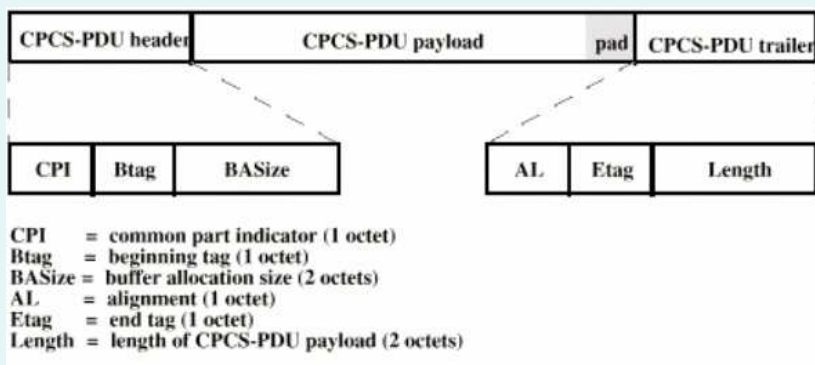 CPCS-PDU header CPCS-PDU payload pad CPCS-PDU trailer
CPI Btag BASize AL Etag Length
CPI = common part indicator (1 octet)
Btag = beginning tag (1 octet)
BASize = buffer allocation size (2 octets)
AL = alignment (1 octet)
Etag = end tag (1 octet)
Length = length of CPCS-PDU payload (2 octets)